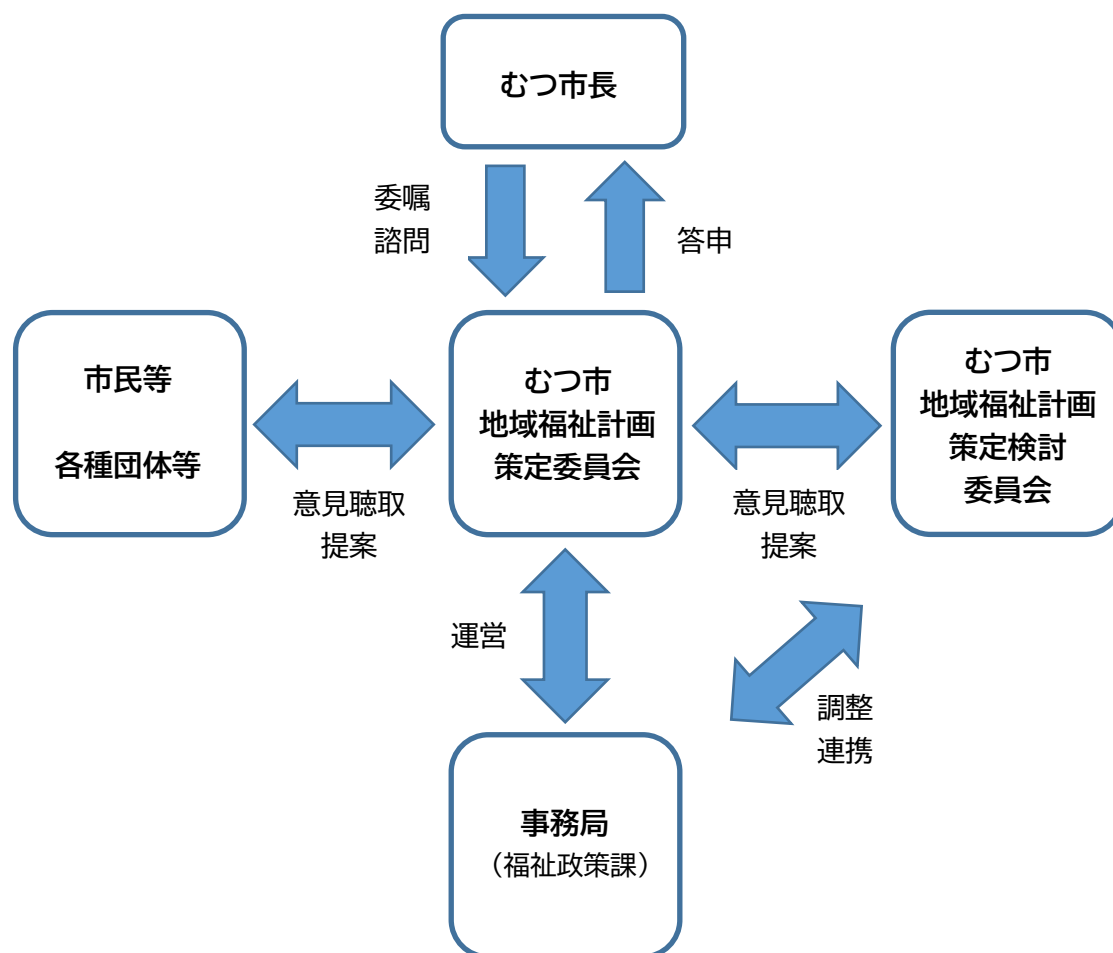 むつ市長
委嘱
諮問
答申
市民等
各種団体等
意見聴取
提案
むつ市
地域福祉計画
策定委員会
意見聴取
提案
むつ市
地域福祉計画
策定検討
委員会
運営
調整
連携
事務局
（福祉政策課）